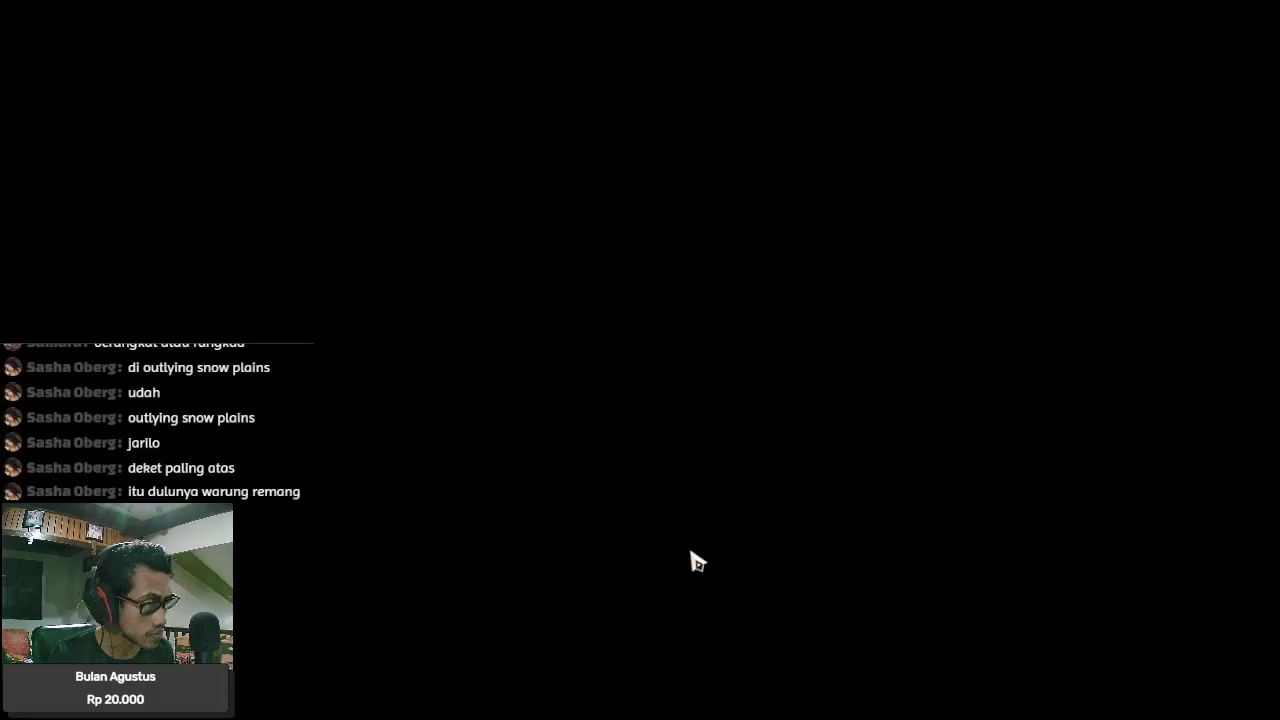 Sasha Oberg: di outlying snow plains
Sasha Oberg: udah
Sasha Oberg: outlying snow plains
Sasha Oberg: jarilo
Sasha Oberg: deket paling atas
Sasha Oberg: itu dulunya warung remang
Bulan Agustus
Rp 20.000